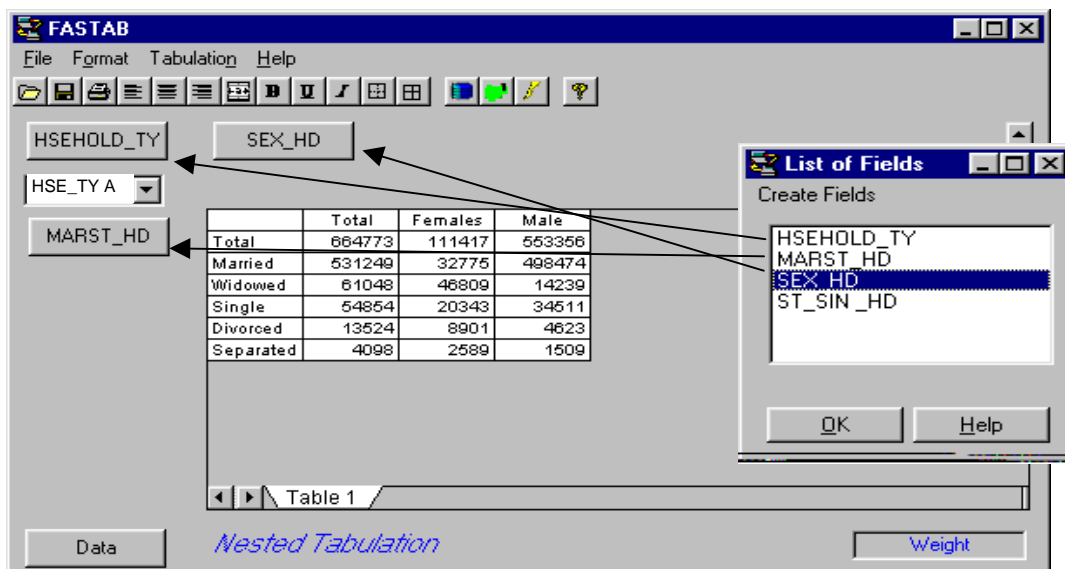 FASTAB
File Format Tabulation Help
B U I
HSEHOLD_TY SEX_HD
HSE_TY A
MARST_HD
Total Females Male
Total 664773 111417 553356
Married 531249 32775 498474
Widowed 61048 46809 14239
Single 54854 20343 34511
Divorced 13524 8901 4623
Separated 4098 2589 1509
Table 1
Data
Nested Tabulation
Weight
List of Fields
Create Fields
HSEHOLD_TY
MARST_HD
SEX_HD
ST_SIN _HD
OK Help